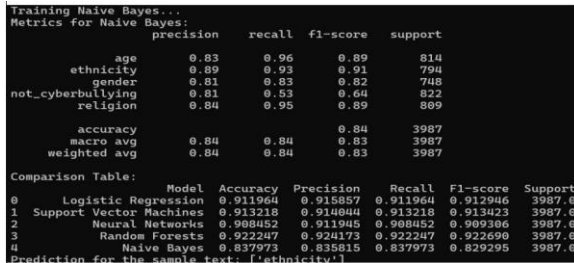 Training Naive Bayes...
Metrics for Naive Bayes:
precision recall f1-score support
age 0.83 0.96 0.89 814
ethnicity 0.89 0.93 0.91 794
gender 0.81 0.83 0.82 748
not_cyberbullying 0.81 0.53 0.64 822
religion 0.84 0.95 0.89 809
accuracy 0.84 3987
macro avg 0.84 0.84 0.83 3987
weighted avg 0.84 0.84 0.83 3987
Comparison Table:
Model Accuracy Precision Recall F1-score Support
0 Logistic Regression 0.911964 0.915857 0.911964 0.912946 3987.0
1 Support Vector Machines 0.913218 0.914044 0.913218 0.913423 3987.0
2 Neural Networks 0.908452 0.911945 0.908452 0.909306 3987.0
3 Random Forests 0.922247 0.924173 0.922247 0.922690 3987.0
4 Naive Bayes 0.837973 0.835815 0.837973 0.829295 3987.0
Prediction for the sample text: ['ethnicity']